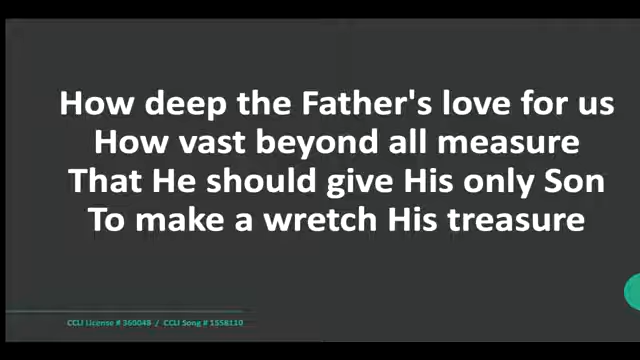 How deep the Father's love for us
How vast beyond all measure
That He should give His only Son
To make a wretch His treasure
CCLI License # 360048 / CCLI Song # 1558110